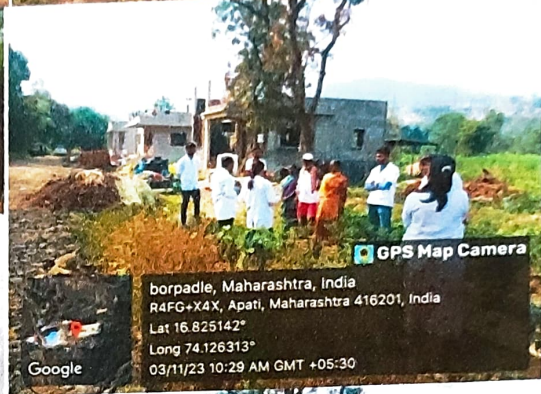 GPS Map Camera
borpadle, Maharashtra, India
R4FG+X4X, Apati, Maharashtra 416201, India
Lat 16.825142°
Long 74.126313°
03/11/23 10:29 AM GMT +05:30
Google